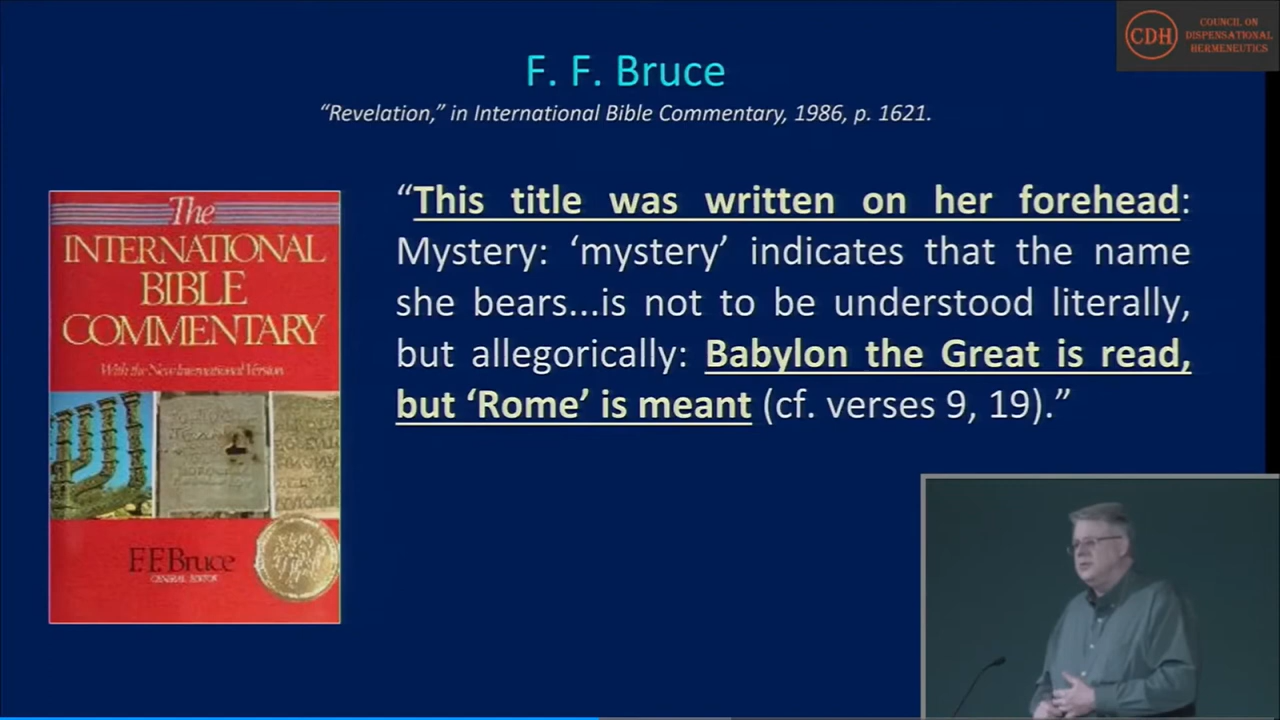 CDH
COUNCIL ON
DISPENSATIONAL
HERMENEUTICS
F. F. Bruce
“Revelation,” in International Bible Commentary, 1986, p. 1621.
The
INTERNATIONAL
BIBLE
COMMENTARY
With the New International Version
F.F. Bruce
GENERAL EDITOR
“This title was written on her forehead:
Mystery: ‘mystery’ indicates that the name
she bears...is not to be understood literally,
but allegorically: Babylon the Great is read,
but ‘Rome’ is meant (cf. verses 9, 19).”